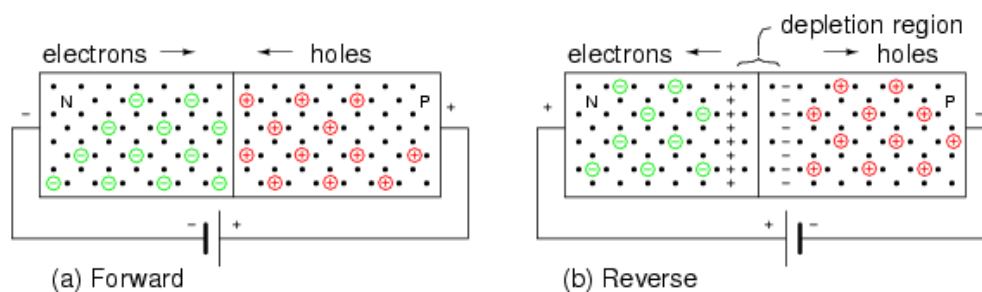 electrons → ← holes
N P
− +
− +
(a) Forward
depletion region
electrons ← → holes
N P
+ −
+ −
(b) Reverse